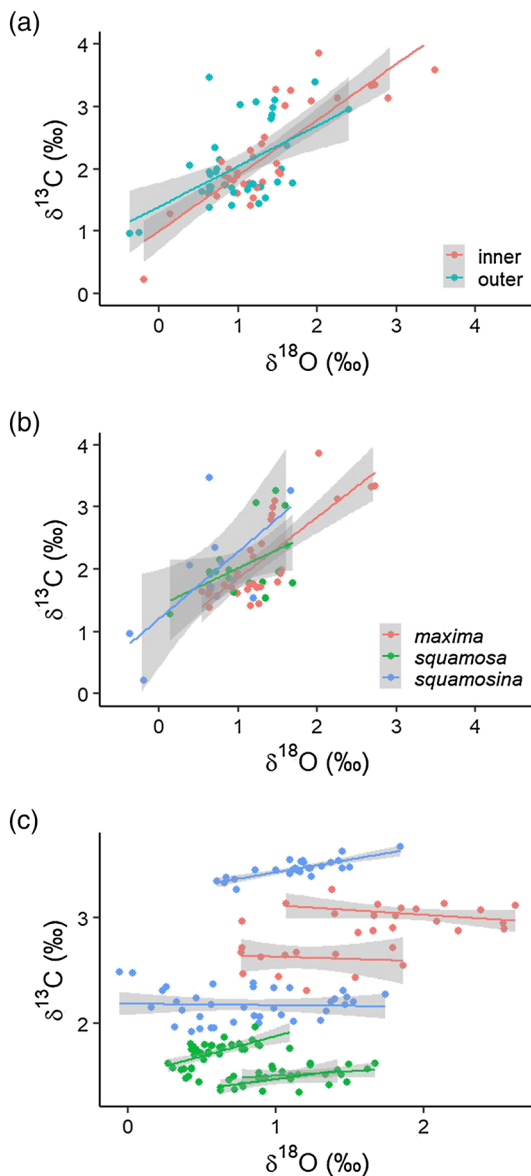 (a)
4
3
2
1
0
δ¹³C (‰)
inner
outer
0 1 2 3 4
δ¹⁸O (‰)
(b)
4
3
2
1
0
δ¹³C (‰)
maxima
squamosa
squamosina
0 1 2 3 4
δ¹⁸O (‰)
(c)
3
2
δ¹³C (‰)
0 1 2
δ¹⁸O (‰)